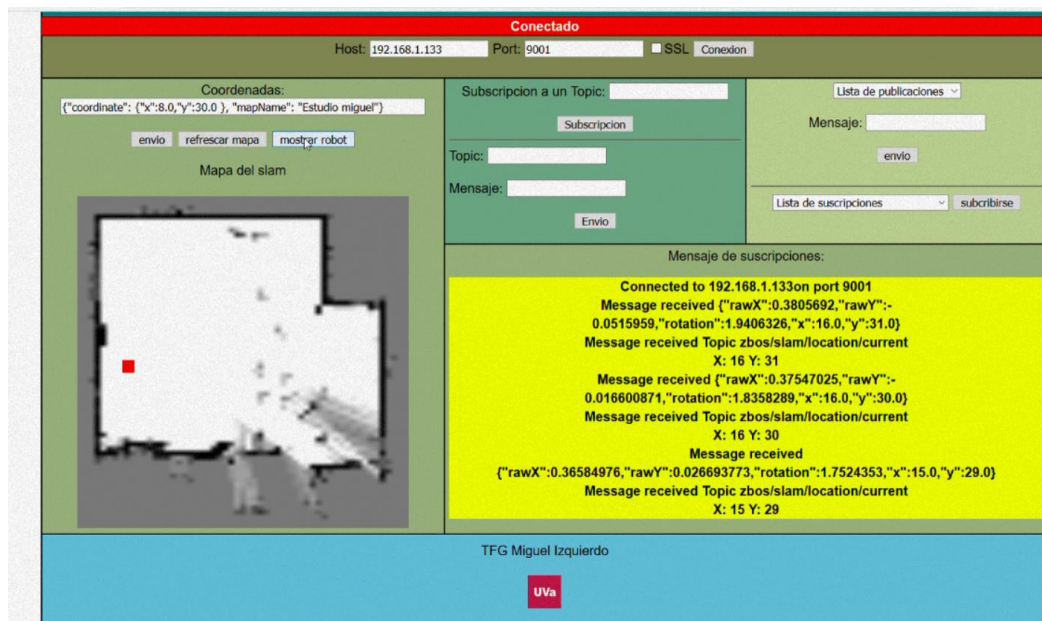 Conectado
Host: 192.168.1.133 Port: 9001 SSL Conexion
Coordenadas:
{"coordinate": {"x":8.0,"y":30.0 }, "mapName": "Estudio miguel"}
envio refrescar mapa mostrar robot
Mapa del slam
Subscripcion a un Topic:
Subscripcion
Topic:
Mensaje:
Envio
Lista de publicaciones
Mensaje:
envio
Lista de suscripciones subcribirse
Mensaje de suscripciones:
Connected to 192.168.1.133on port 9001
Message received {"rawX":0.3805692,"rawY":-
0.0515959,"rotation":1.9406326,"x":16.0,"y":31.0}
Message received Topic zbos/slam/location/current
X: 16 Y: 31
Message received {"rawX":0.37547025,"rawY":-
0.016600871,"rotation":1.8358289,"x":16.0,"y":30.0}
Message received Topic zbos/slam/location/current
X: 16 Y: 30
Message received
{"rawX":0.36584976,"rawY":0.026693773,"rotation":1.7524353,"x":15.0,"y":29.0}
Message received Topic zbos/slam/location/current
X: 15 Y: 29
TFG Miguel Izquierdo
UVa